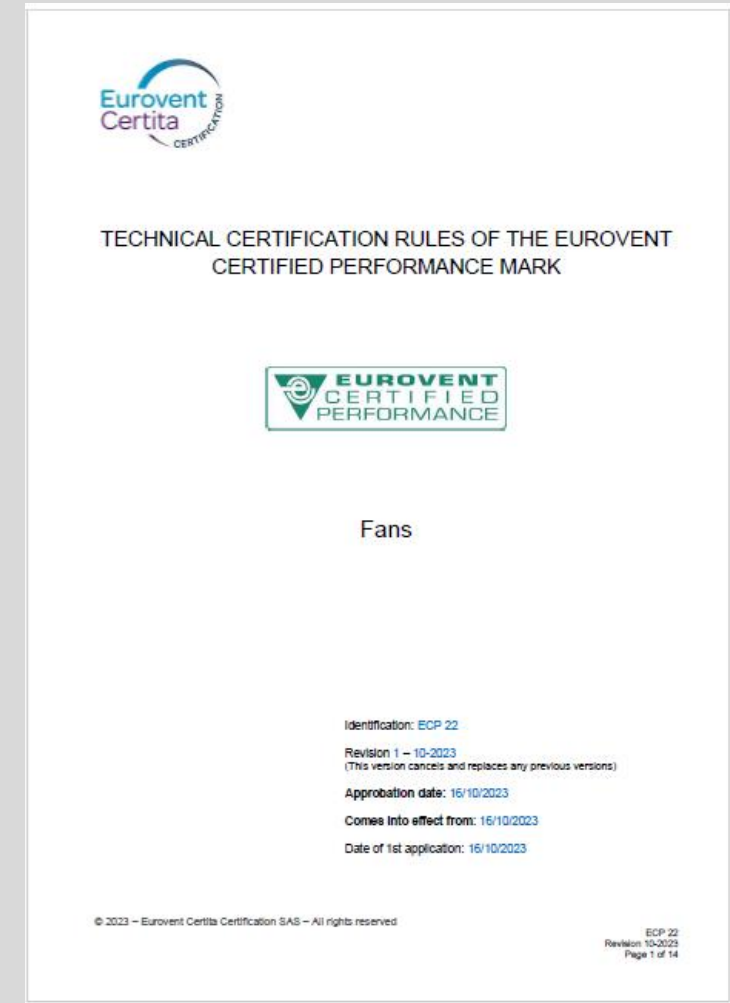 Eurovent
Certita
CERTIFICATION
TECHNICAL CERTIFICATION RULES OF THE EUROVENT
CERTIFIED PERFORMANCE MARK
EUROVENT
CERTIFIED
PERFORMANCE
Fans
Identification: ECP 22
Revision 1 – 10-2023
(This version cancels and replaces any previous versions)
Approbation date: 16/10/2023
Comes into effect from: 16/10/2023
Date of 1st application: 16/10/2023
© 2023 – Eurovent Certita Certification SAS – All rights reserved
ECP 22
Revision 10-2023
Page 1 of 14